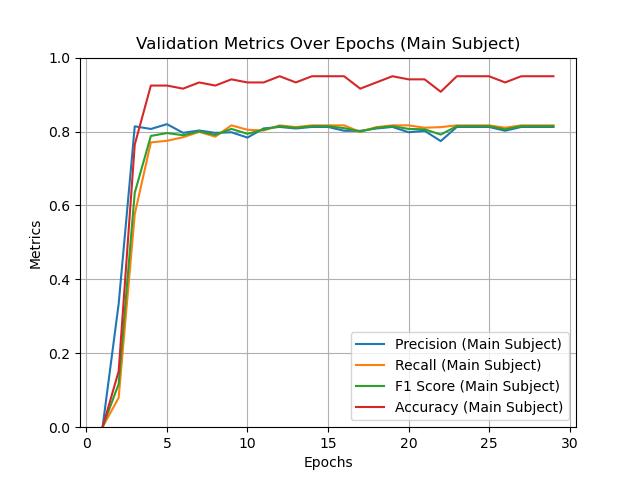 Validation Metrics Over Epochs (Main Subject)
1.0
0.8
0.6
0.4
0.2
0.0
Metrics
0 5 10 15 20 25 30
Epochs
Precision (Main Subject)
Recall (Main Subject)
F1 Score (Main Subject)
Accuracy (Main Subject)